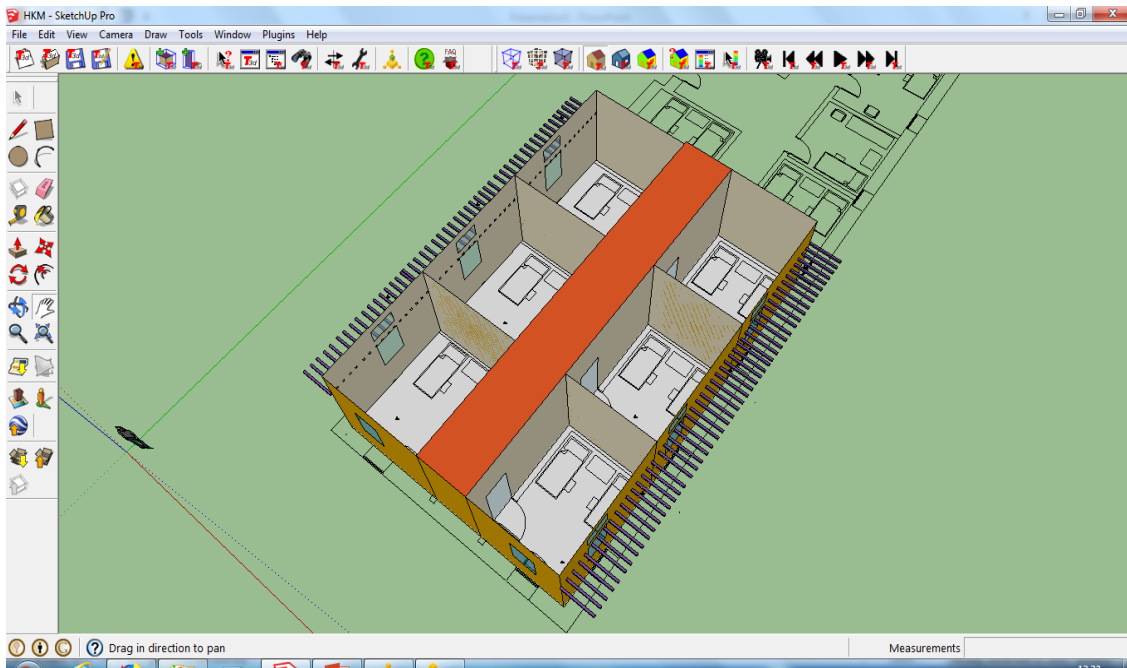 HKM - SketchUp Pro
File Edit View Camera Draw Tools Window Plugins Help
FAQ
Drag in direction to pan
Measurements